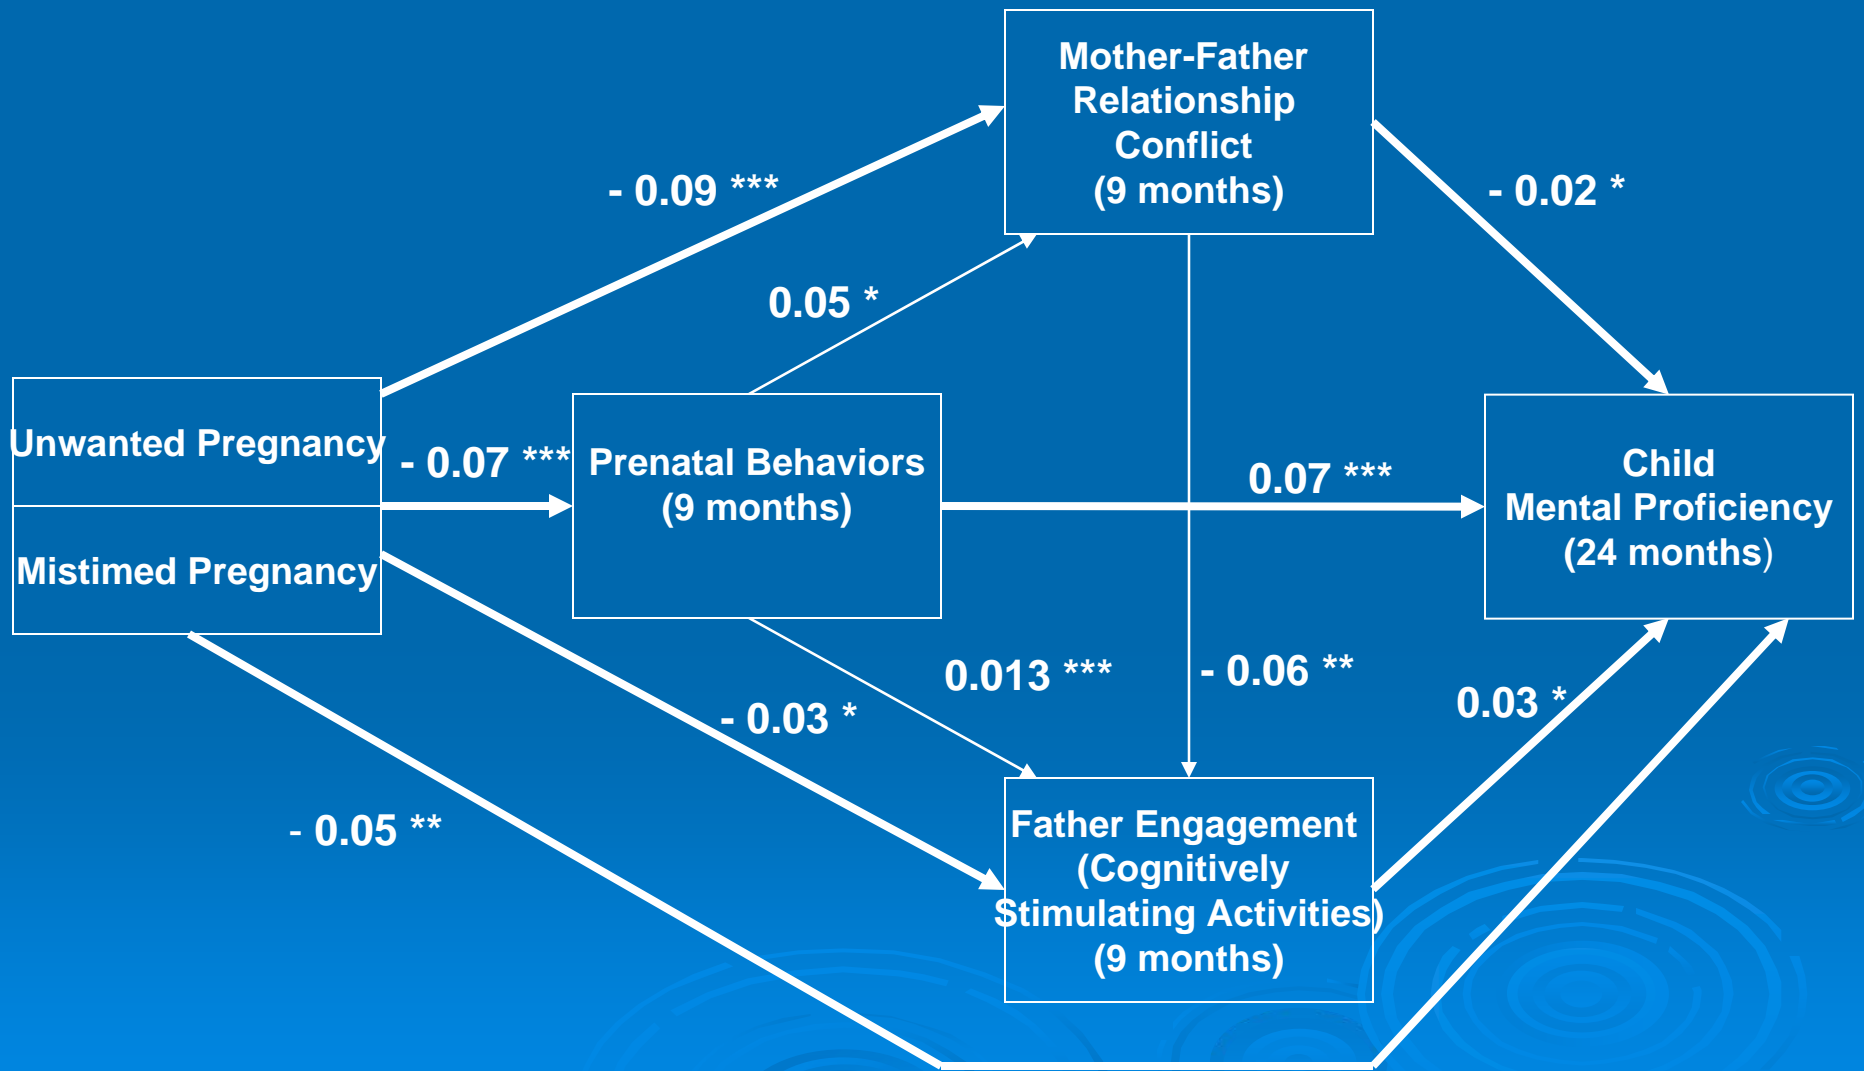 Mother-Father
Relationship
Conflict
(9 months)
- 0.09 ***
- 0.02 *
0.05 *
Unwanted Pregnancy
- 0.07 ***
Prenatal Behaviors
(9 months)
0.07 ***
Child
Mental Proficiency
(24 months)
Mistimed Pregnancy
0.013 ***
- 0.06 **
- 0.03 *
0.03 *
- 0.05 **
Father Engagement
(Cognitively
Stimulating Activities)
(9 months)